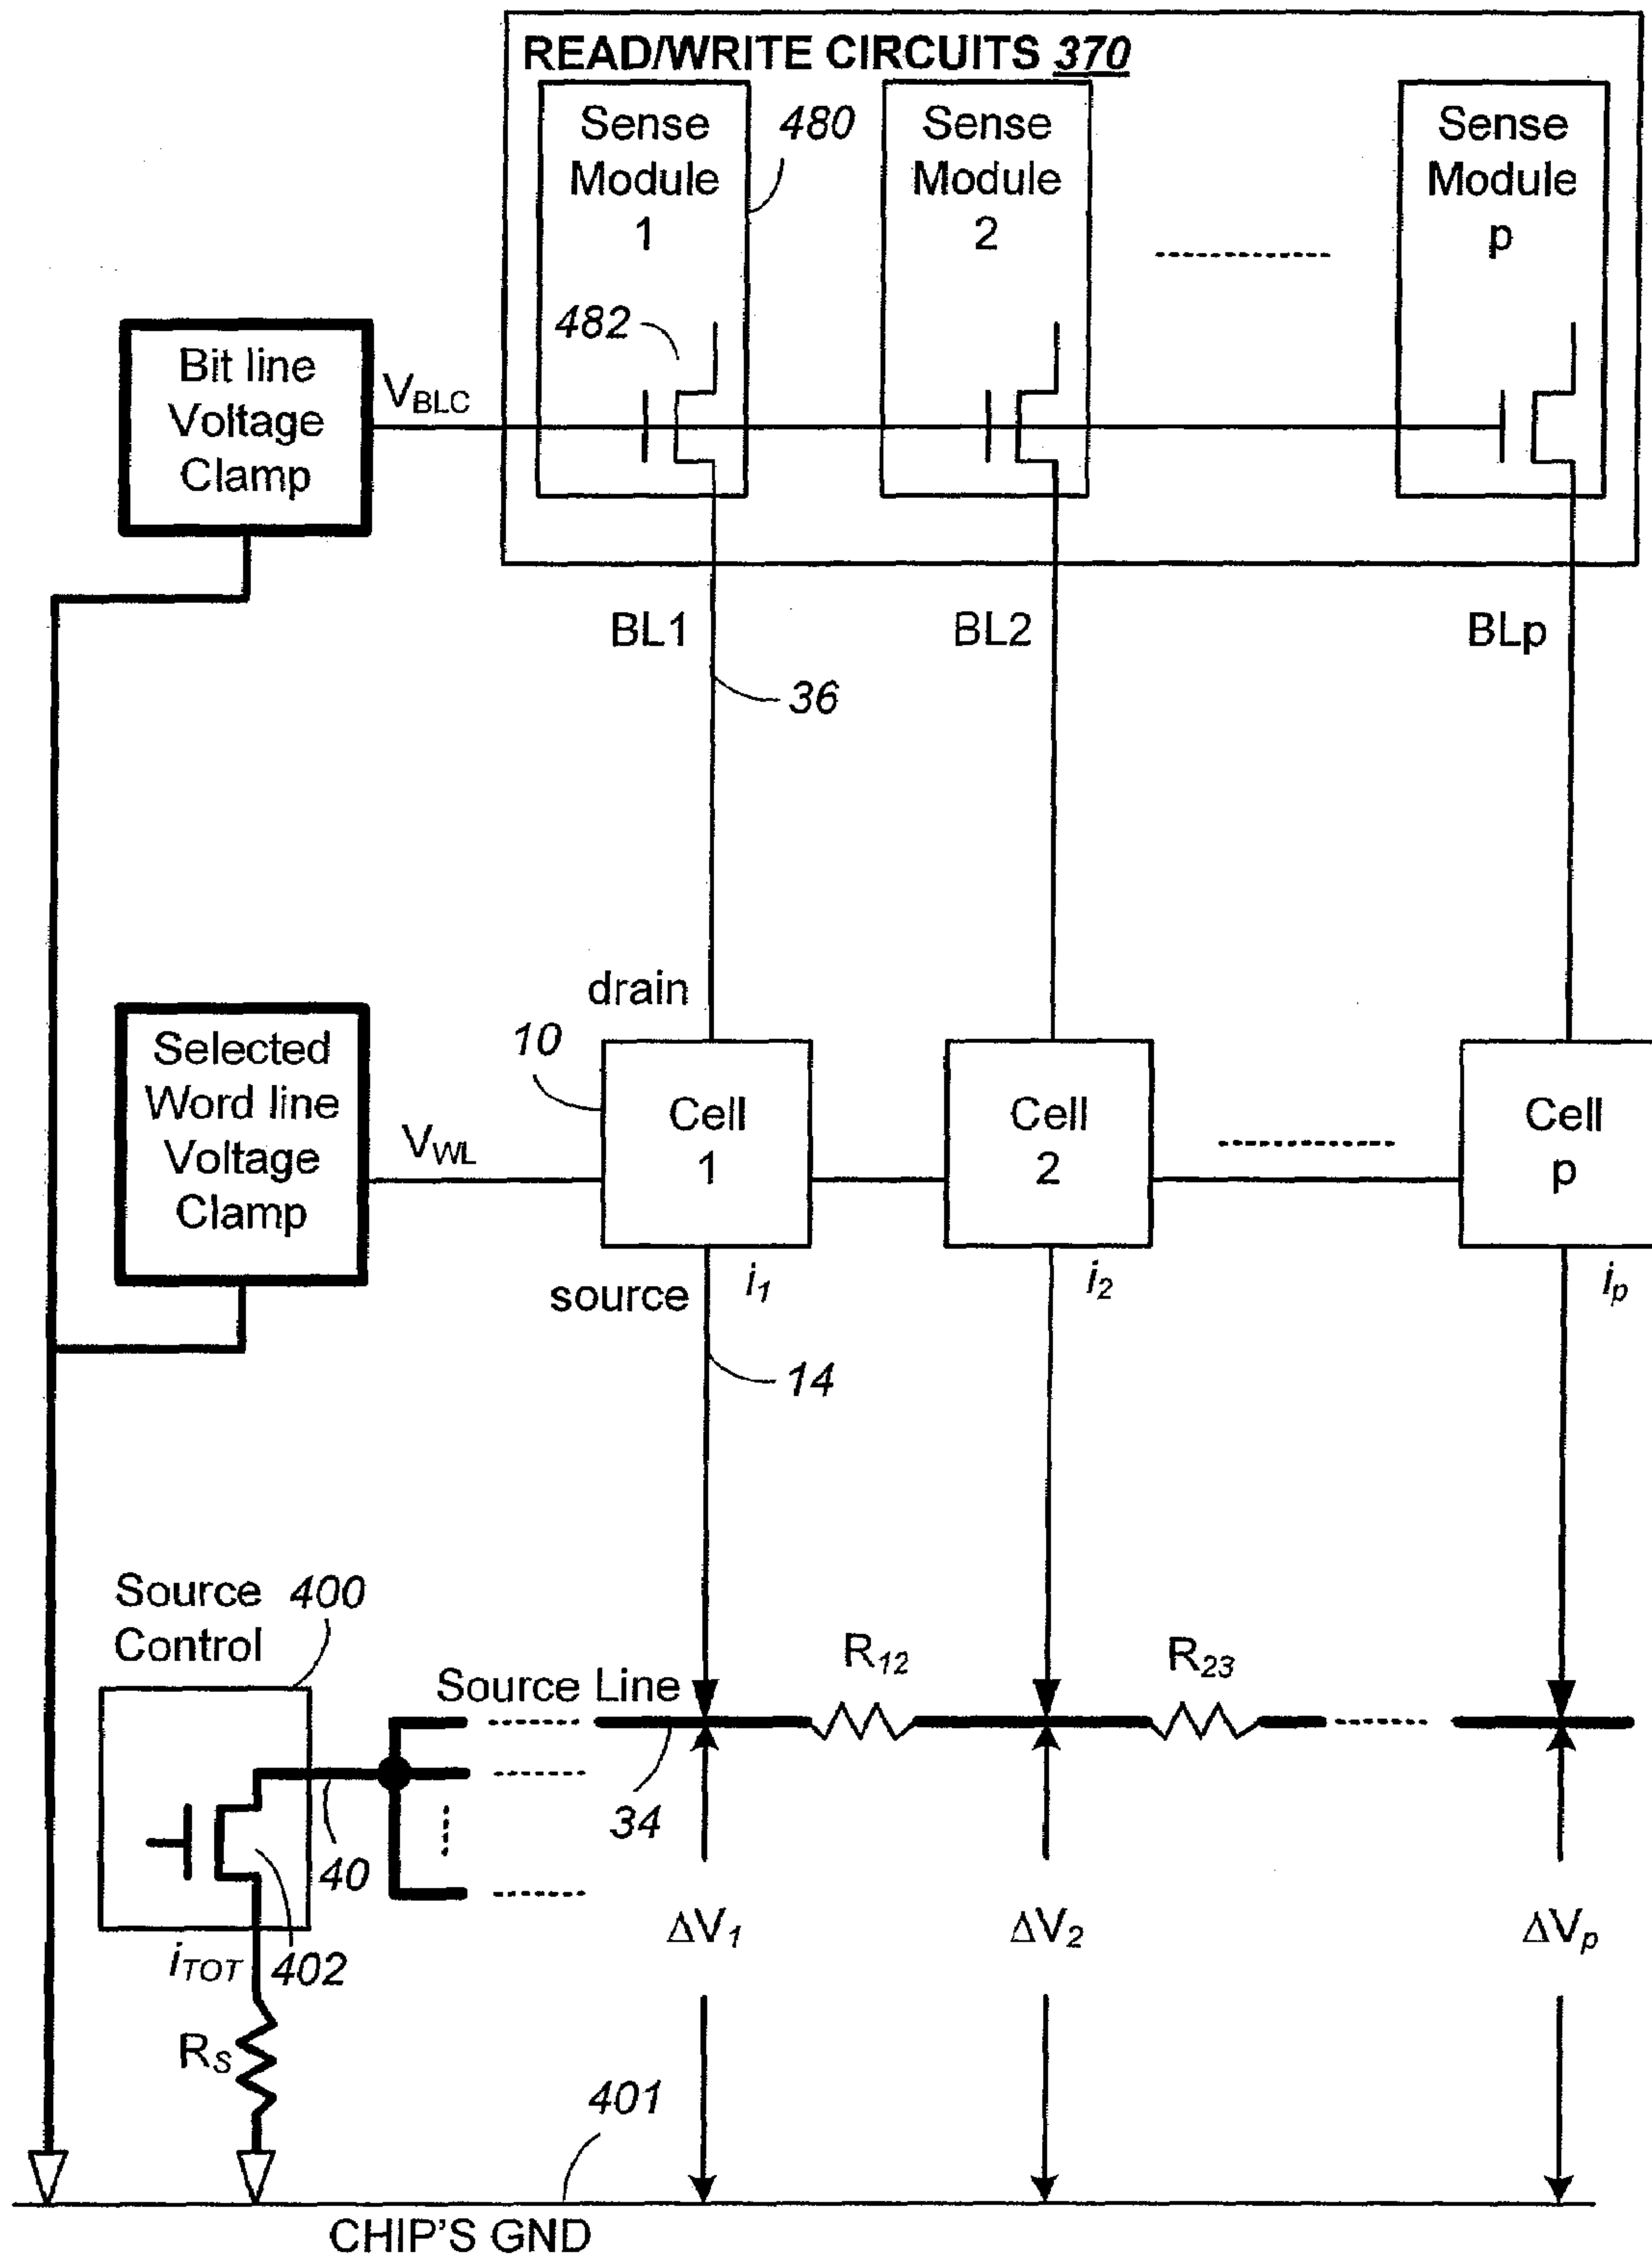 READ/WRITE CIRCUITS 370
Sense
Module
1
480
Sense
Module
2
Sense
Module
p
482
Bit line
Voltage
Clamp
VBLC
BL1
BL2
BLp
36
drain
10
Selected
Word line
Voltage
Clamp
VWL
Cell
1
Cell
2
Cell
p
source
i1
i2
ip
14
Source
Control
400
Source Line
R12
R23
34
40
402
iTOT
ΔV1
ΔV2
ΔVp
RS
401
CHIP'S GND